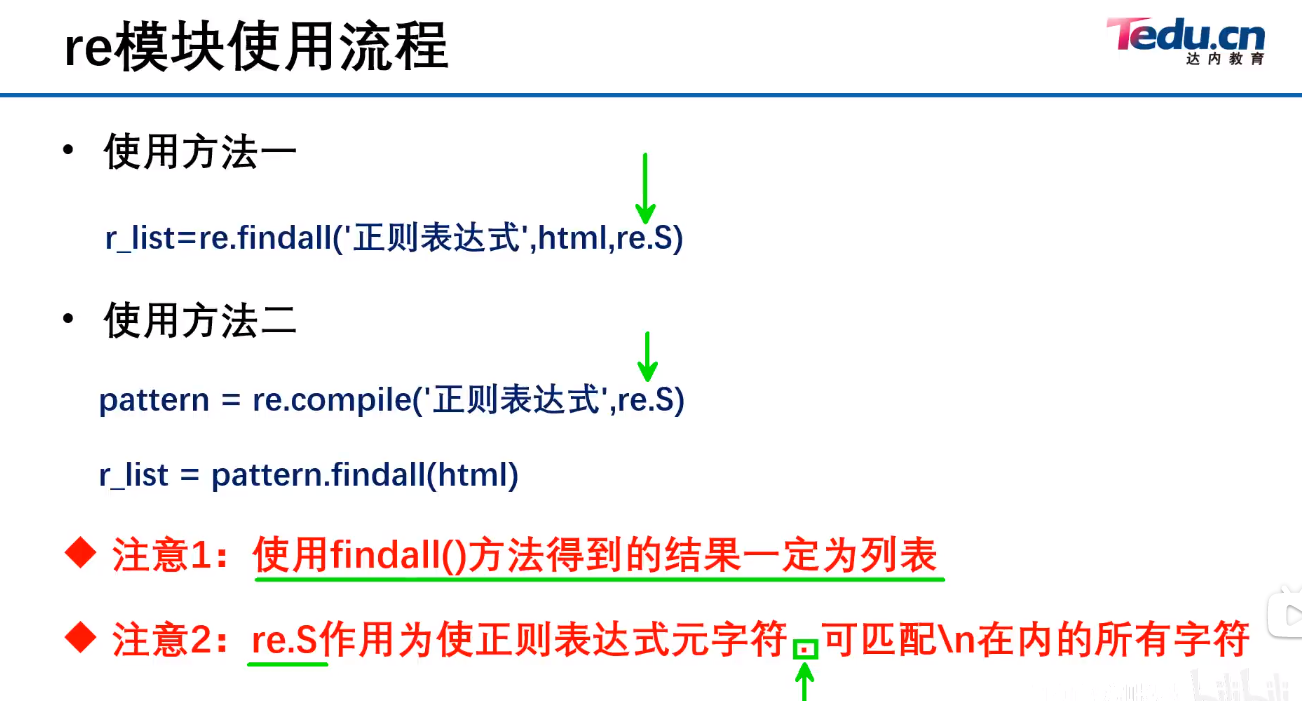 re模块使用流程
Tedu.cn
达内教育
• 使用方法一
r_list=re.findall('正则表达式',html,re.S)
• 使用方法二
pattern = re.compile('正则表达式',re.S)
r_list = pattern.findall(html)
◆ 注意1：使用findall()方法得到的结果一定为列表
◆ 注意2：re.S作用为使正则表达式元字符 . 可匹配\n在内的所有字符
bilibili